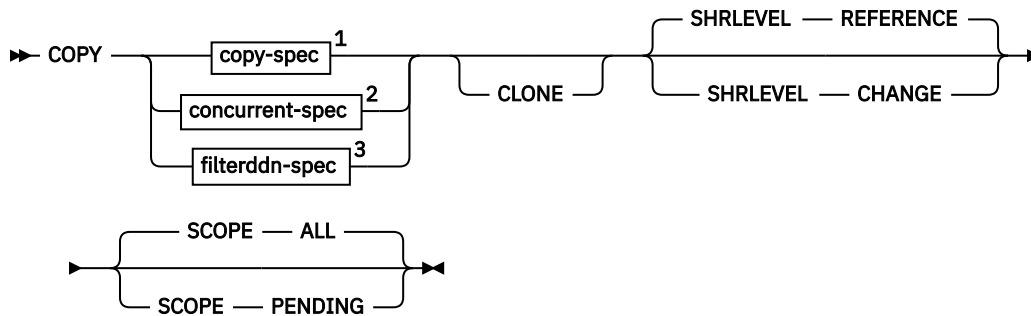 SHRLEVEL REFERENCE
COPY copy-spec 1
concurrent-spec 2 CLONE SHRLEVEL CHANGE
filterddn-spec 3
SCOPE ALL
SCOPE PENDING